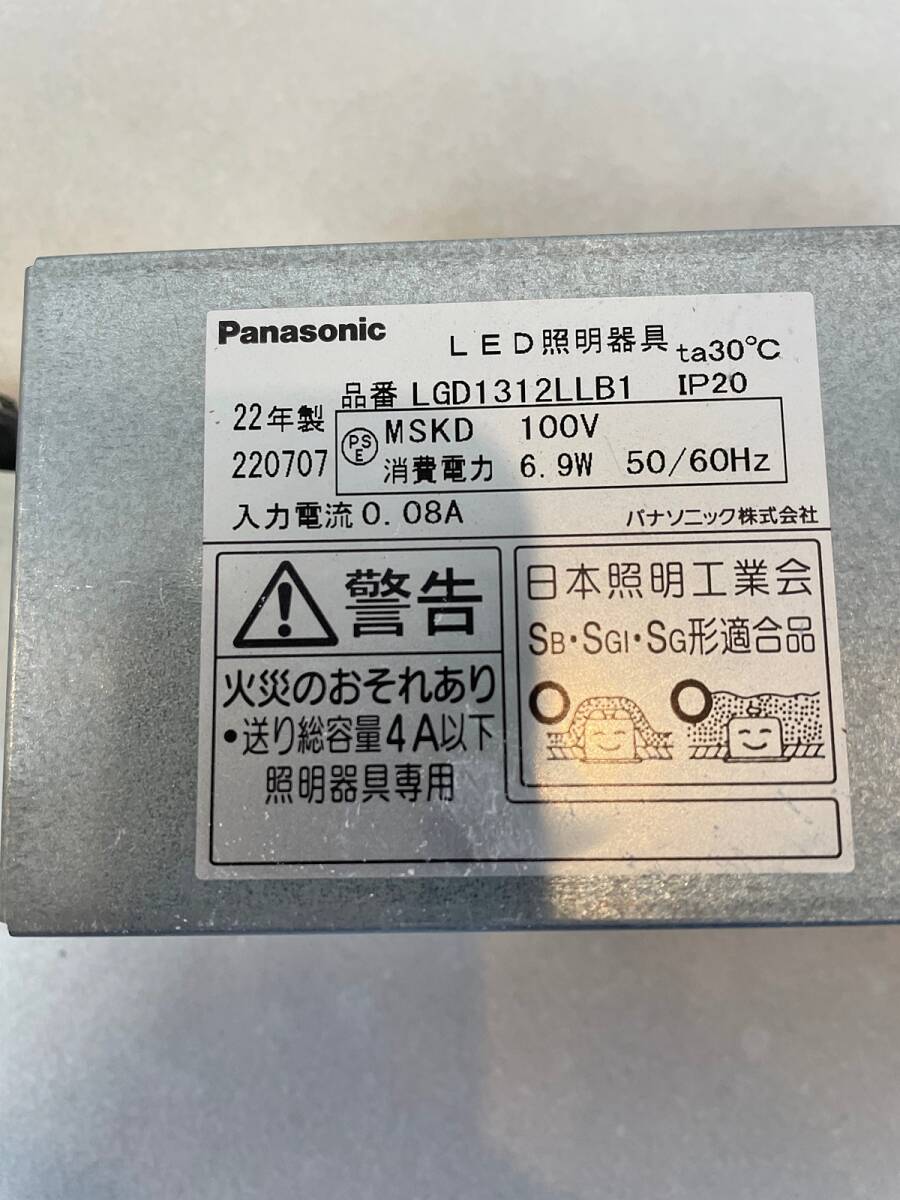 Panasonic
LED照明器具 ta30℃
品番 LGD1312LLB1 IP20
22年製
220707
PSE MSKD 100V
消費電力 6.9W 50/60Hz
入力電流0.08A
パナソニック株式会社
警告
火災のおそれあり
・送り総容量4A以下
照明器具専用
日本照明工業会
SB・SGI・SG形適合品